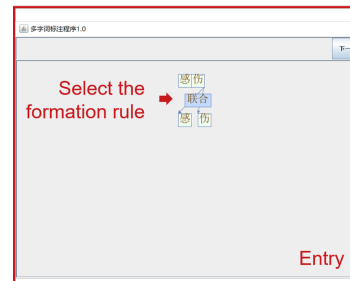 多字词标注程序1.0
下一
感伤
Select the
formation rule
联合
感 伤
Entry